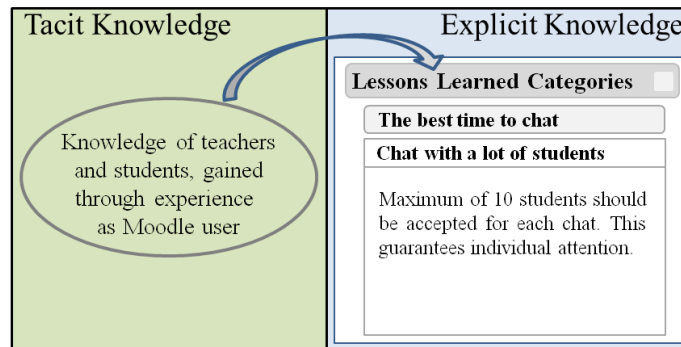 Tacit Knowledge
Knowledge of teachers
and students, gained
through experience
as Moodle user
Explicit Knowledge
Lessons Learned Categories
The best time to chat
Chat with a lot of students
Maximum of 10 students should
be accepted for each chat. This
guarantees individual attention.